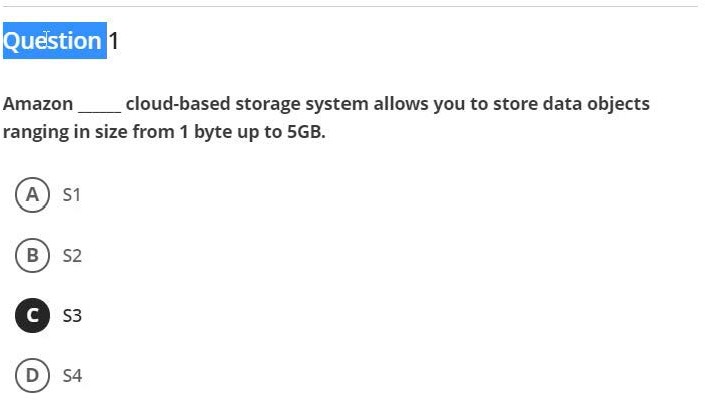 Question 1
Amazon ______ cloud-based storage system allows you to store data objects
ranging in size from 1 byte up to 5GB.
A S1
B S2
C S3
D S4